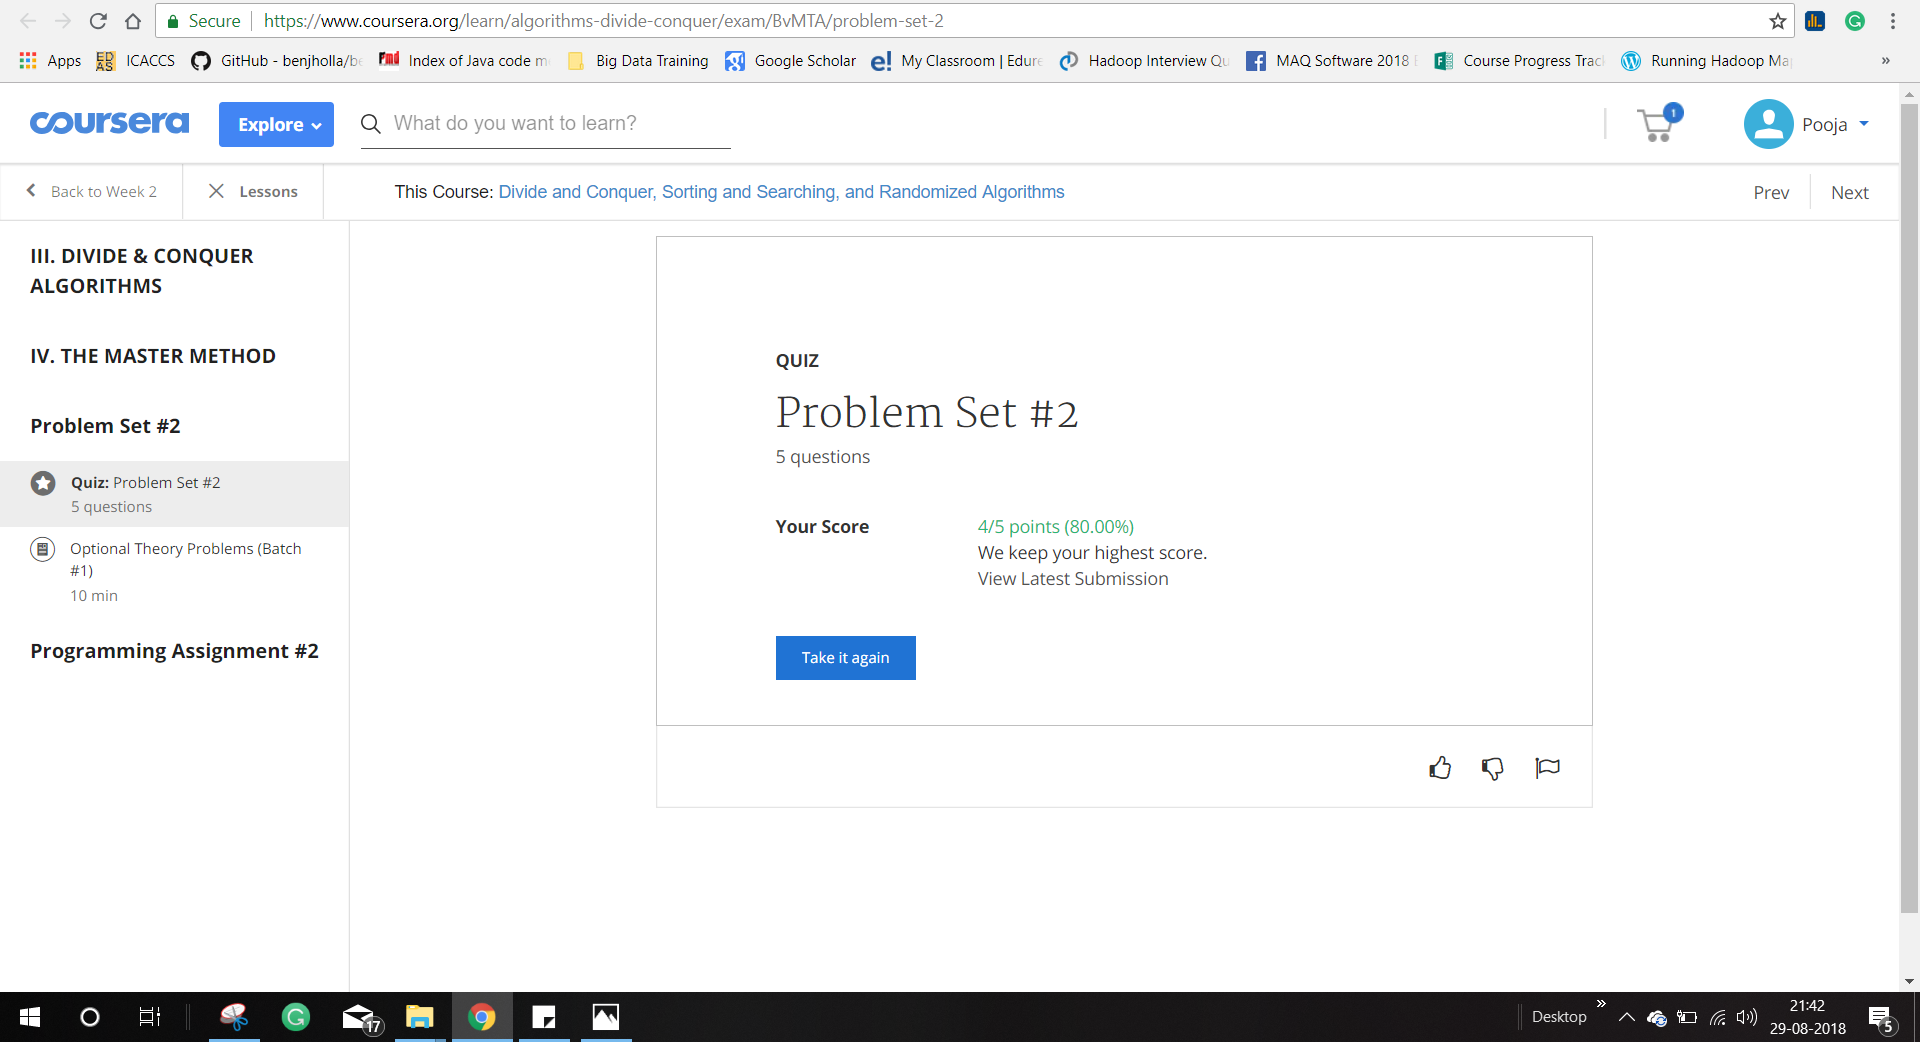 Secure https://www.coursera.org/learn/algorithms-divide-conquer/exam/BvMTA/problem-set-2
Apps EDAS ICACCS GitHub - benjholla/be Index of Java code m Big Data Training Google Scholar e! My Classroom | Edure Hadoop Interview Qu MAQ Software 2018 Course Progress Trac Running Hadoop Ma »
coursera Explore What do you want to learn? 1 Pooja
Back to Week 2 Lessons This Course: Divide and Conquer, Sorting and Searching, and Randomized Algorithms Prev Next
III. DIVIDE & CONQUER
ALGORITHMS
IV. THE MASTER METHOD
Problem Set #2
Quiz: Problem Set #2
5 questions
Optional Theory Problems (Batch
#1)
10 min
Programming Assignment #2
QUIZ
Problem Set #2
5 questions
Your Score 4/5 points (80.00%)
We keep your highest score.
View Latest Submission
Take it again
17 Desktop » 21:42
29-08-2018 5